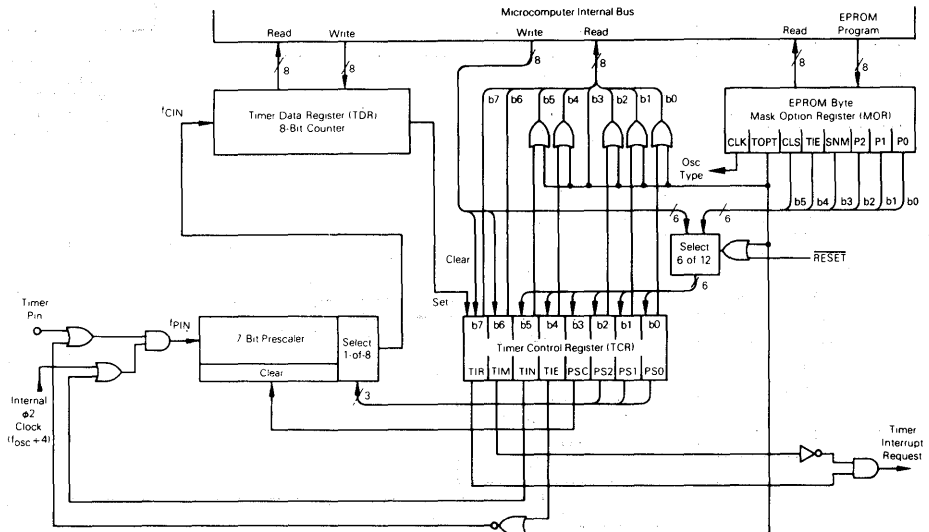 Microcomputer Internal Bus
Read
Write
Write
Read
Read
EPROM
Program
8
8
8
8
8
8
b7
b6
b5
b4
b3
b2
b1
b0
fCIN
Timer Data Register (TDR)
8-Bit Counter
EPROM Byte
Mask Option Register (MOR)
CLK
TOPT
CLS
TIE
SNM
P2
P1
P0
Osc
Type
b5
b4
b3
b2
b1
b0
6
6
Select
6 of 12
RESET
6
Clear
Set
Timer
Pin
fPIN
7 Bit Prescaler
Select
1-of-8
Clear
3
b7
b6
b5
b4
b3
b2
b1
b0
Timer Control Register (TCR)
TIR
TIM
TIN
TIE
PSC
PS2
PS1
PS0
Internal
ϕ2
Clock
(fosc÷4)
Timer
Interrupt
Request